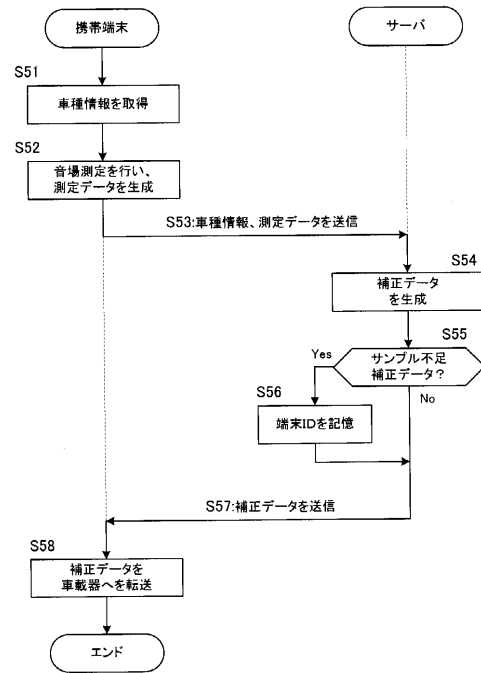 携帯端末
サーバ
S51
車種情報を取得
S52
音場測定を行い、
測定データを生成
S53:車種情報、測定データを送信
S54
補正データ
を生成
S55
サンプル不足
補正データ?
Yes
No
S56
端末IDを記憶
S57:補正データを送信
S58
補正データを
車載器へを転送
エンド